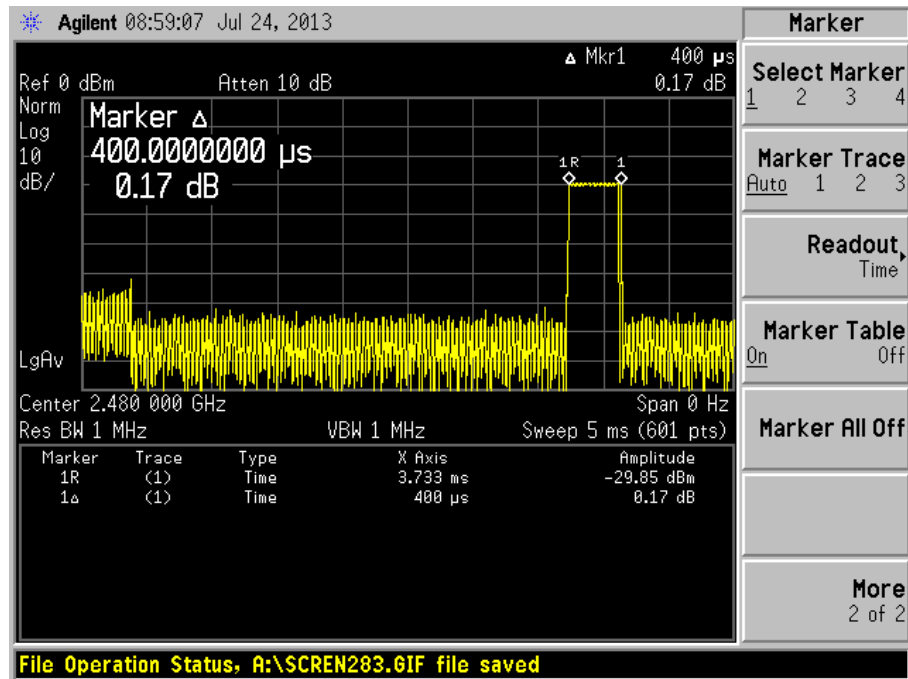 Agilent 08:59:07 Jul 24, 2013
Δ Mkr1 400 µs
Ref 0 dBm Atten 10 dB 0.17 dB
Norm
Log
10
dB/
Marker Δ
400.0000000 µs
0.17 dB
1R 1
LgAv
Center 2.480 000 GHz Span 0 Hz
Res BW 1 MHz VBW 1 MHz Sweep 5 ms (601 pts)
Marker Trace Type X Axis Amplitude
1R (1) Time 3.733 ms -29.85 dBm
1Δ (1) Time 400 µs 0.17 dB
File Operation Status, A:\SCREN283.GIF file saved
Marker
Select Marker
1 2 3 4
Marker Trace
Auto 1 2 3
Readout
Time
Marker Table
On Off
Marker All Off
More
2 of 2